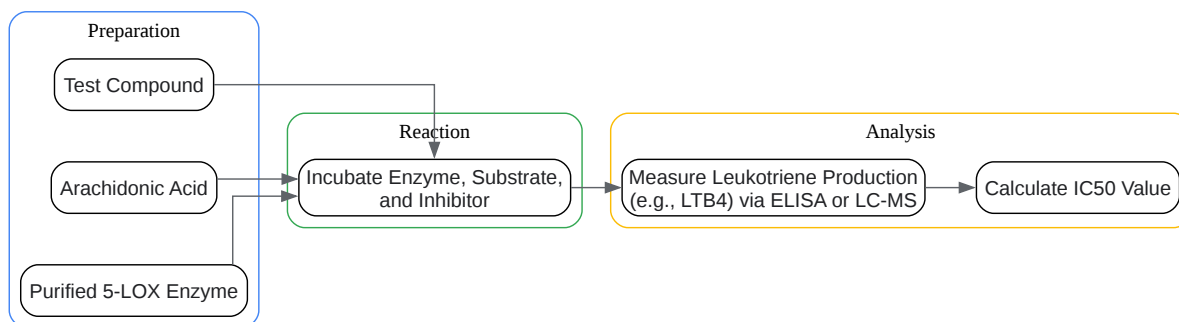 Preparation
Test Compound
Arachidonic Acid
Purified 5-LOX Enzyme
Reaction
Incubate Enzyme, Substrate,
and Inhibitor
Analysis
Measure Leukotriene Production
(e.g., LTB4) via ELISA or LC-MS
Calculate IC50 Value